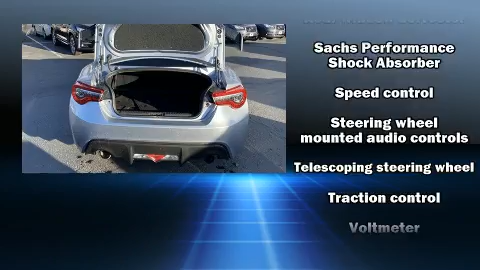 Sachs Performance
Shock Absorber
Speed control
Steering wheel
mounted audio controls
Telescoping steering wheel
Traction control
Voltmeter